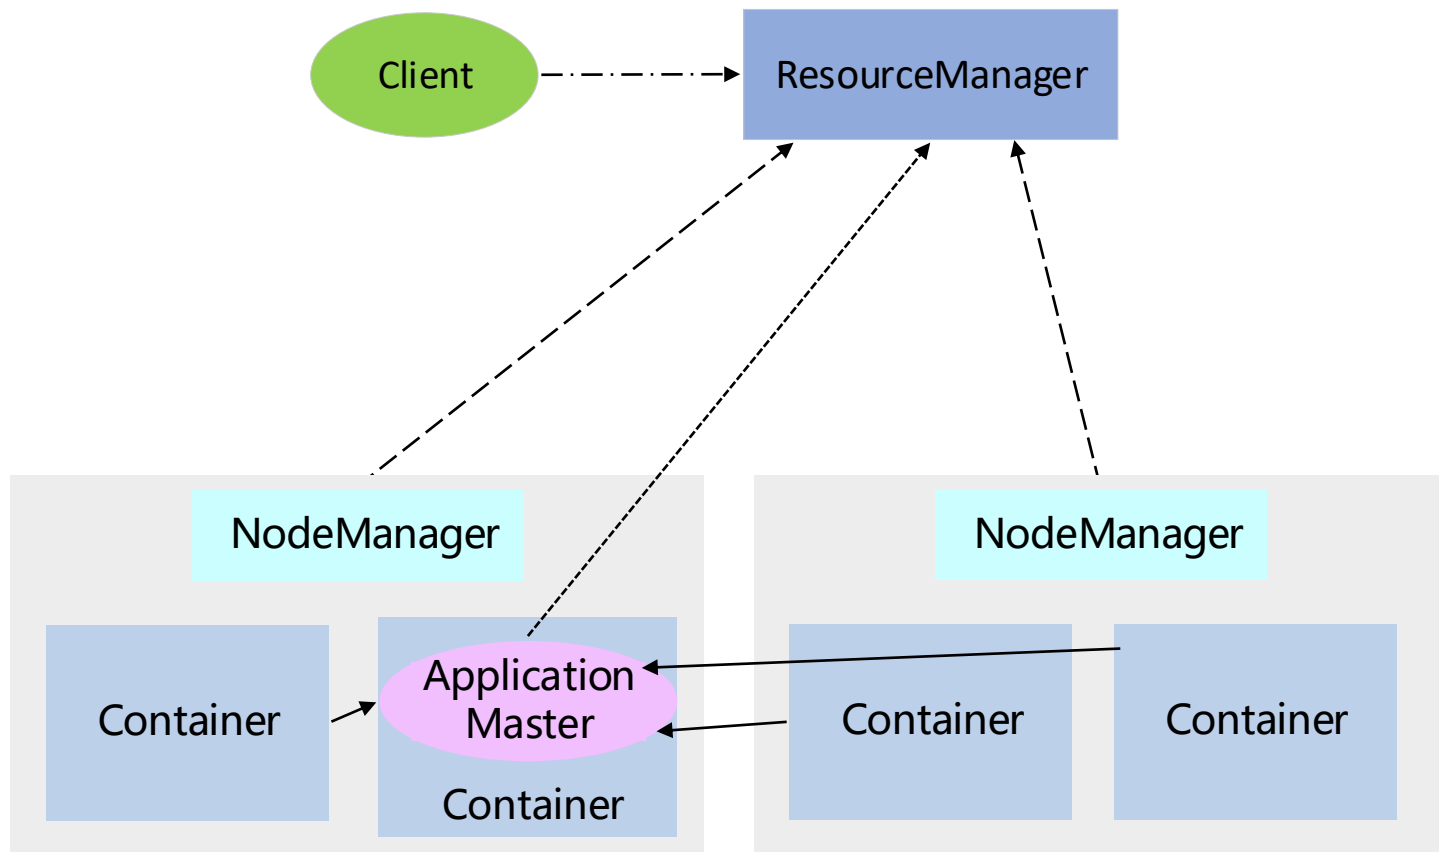 Client
ResourceManager
NodeManager
NodeManager
Container
Application
Master
Container
Container
Container